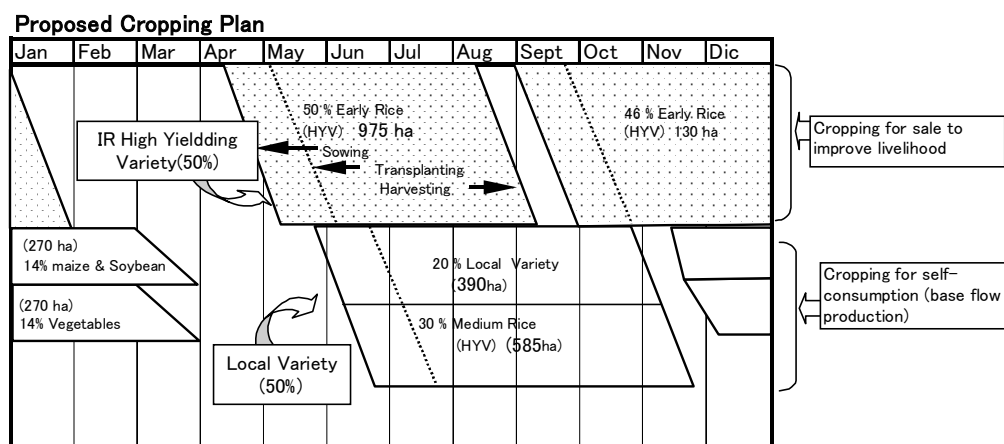 Proposed Cropping Plan
Jan Feb Mar Apr May Jun Jul Aug Sept Oct Nov Dic
50 % Early Rice
(HYV) 975 ha
46 % Early Rice
(HYV) 130 ha
IR High Yieldding
Variety(50%)
Sowing
Transplanting
Harvesting
Cropping for sale to
improve livelihood
(270 ha)
14% maize & Soybean
(270 ha)
14% Vegetables
20 % Local Variety
(390ha)
30 % Medium Rice
(HYV) (585ha)
Local Variety
(50%)
Cropping for self-
consumption (base flow
production)